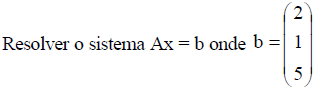 Resolver o sistema Ax = b onde b = (2
1
5)